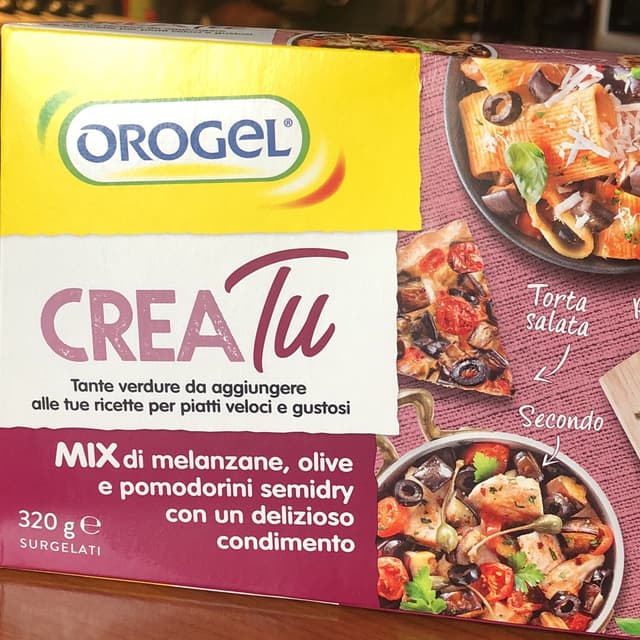 OROGEL®
CREA Tu
Tante verdure da aggiungere
alle tue ricette per piatti veloci e gustosi
MIX di melanzane, olive
e pomodorini semidry
con un delizioso
condimento
320 g e
SURGELATI
Torta
salata
Secondo